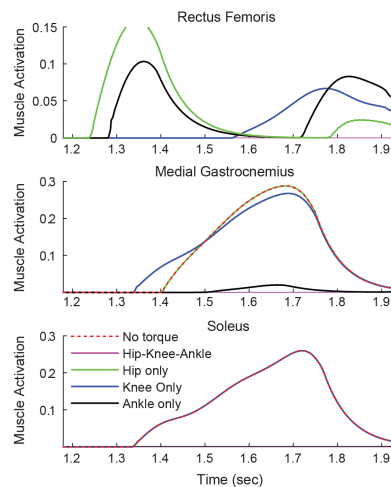 Rectus Femoris
Muscle Activation
0.15
0.1
0.05
0
1.2 1.3 1.4 1.5 1.6 1.7 1.8 1.9
Medial Gastrocnemius
Muscle Activation
0.3
0.2
0.1
1.2 1.3 1.4 1.5 1.6 1.7 1.8 1.9
Soleus
Muscle Activation
0.3
0.2
0.1
No torque
Hip-Knee-Ankle
Hip only
Knee Only
Ankle only
1.2 1.3 1.4 1.5 1.6 1.7 1.8 1.9
Time (sec)